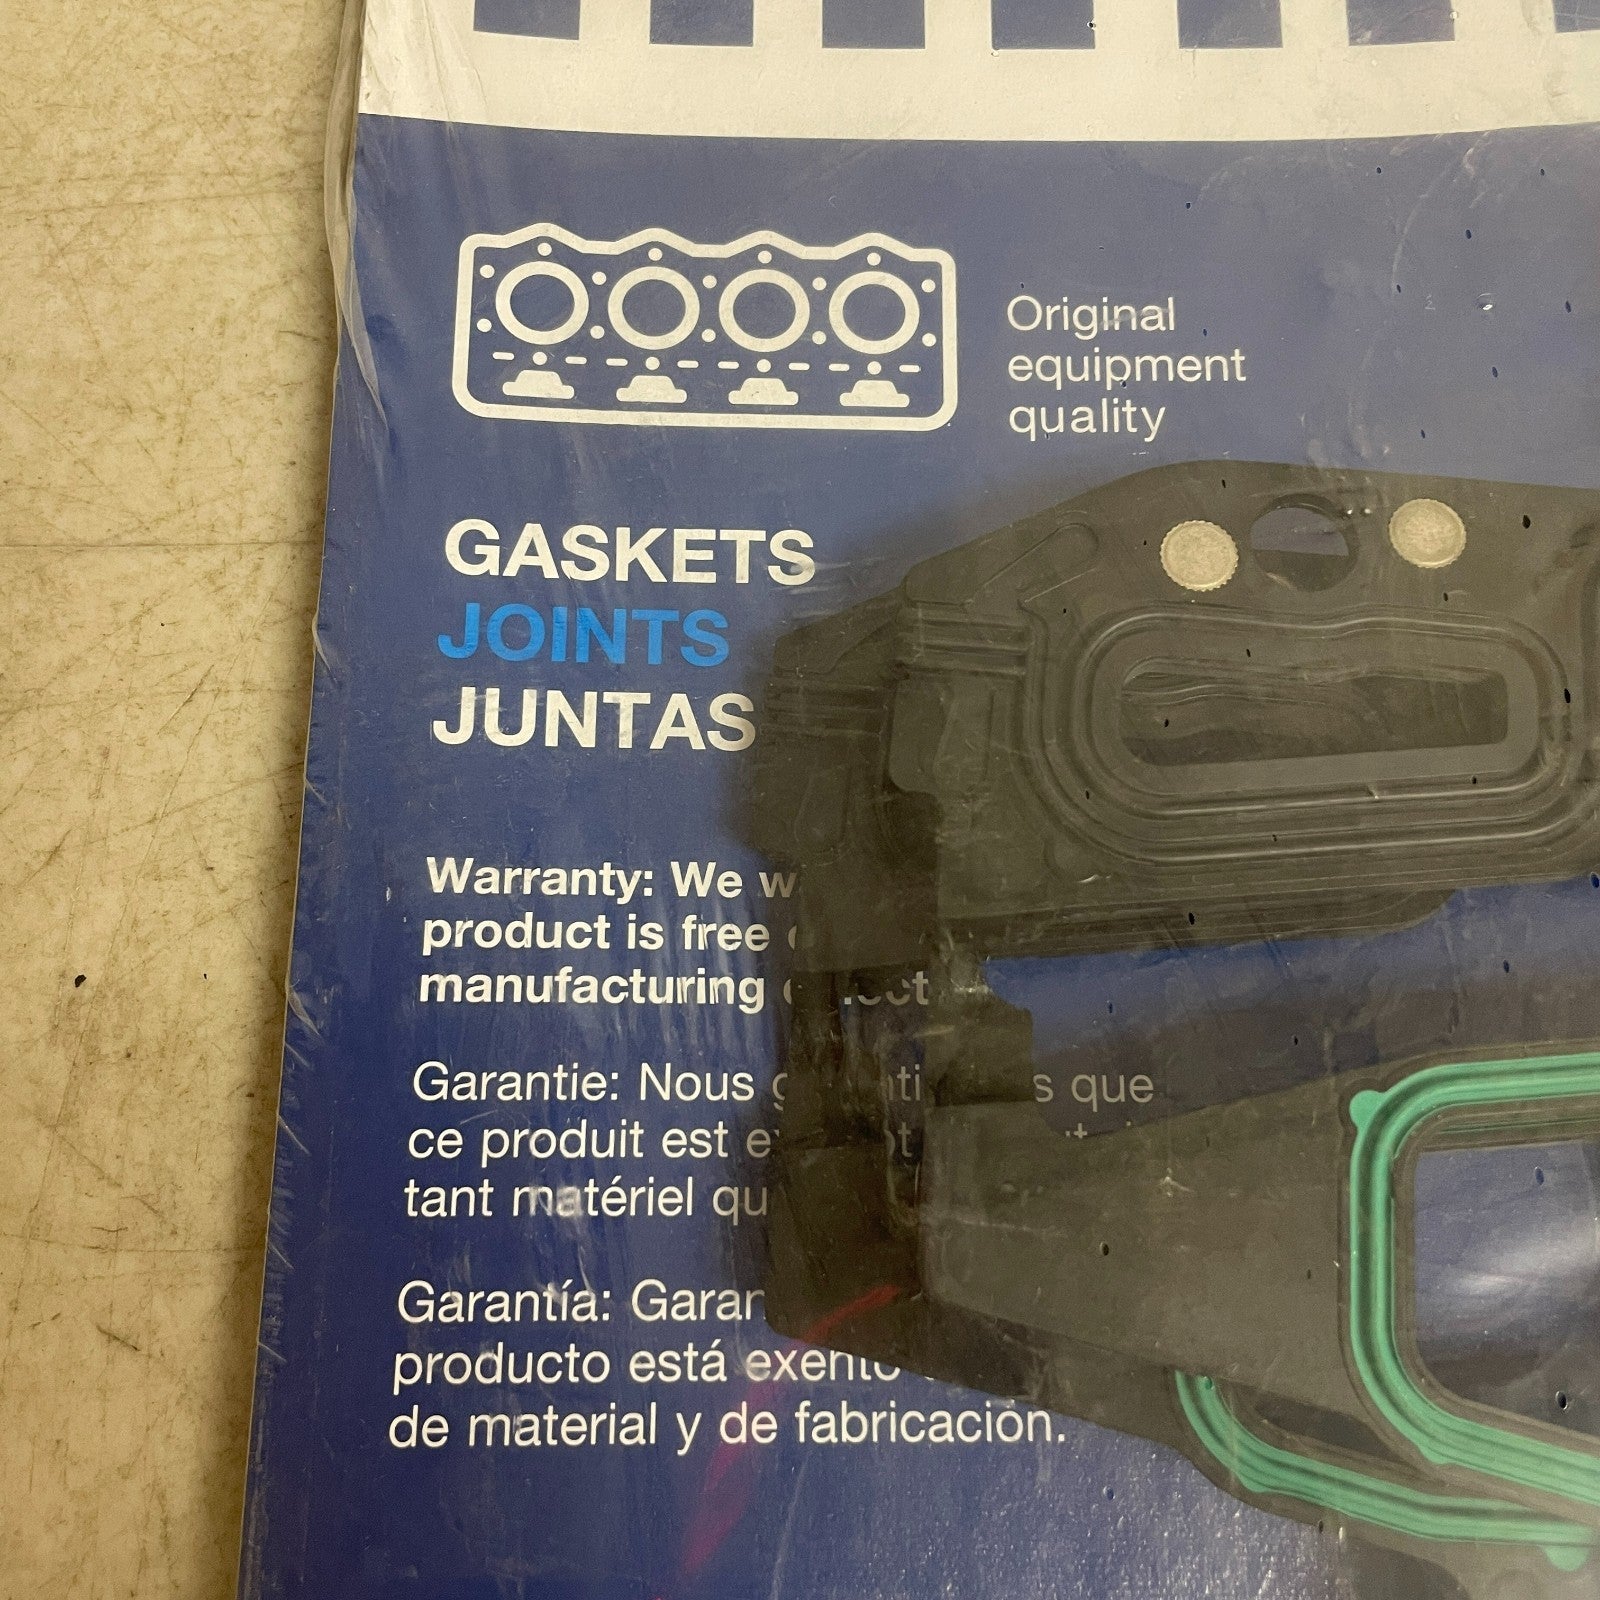 Original
equipment
quality
GASKETS
JOINTS
JUNTAS
Warranty: We
product is free
manufacturing
Garantie: Nous que
ce produit est
tant matériel
Garantía:
producto está exento
de material y de fabricación.